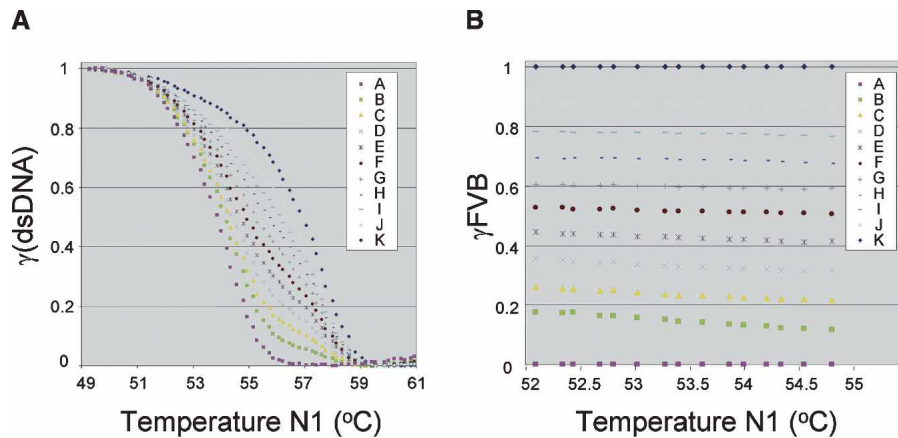 A
B
γ(dsDNA)
1
0.8
0.6
0.4
0.2
0
49
51
53
55
57
59
61
Temperature N1 (°C)
A
B
C
D
E
F
G
H
I
J
K
γFVB
1
0.8
0.6
0.4
0.2
0
52
52.5
53
53.5
54
54.5
55
Temperature N1 (°C)
A
B
C
D
E
F
G
H
I
J
K